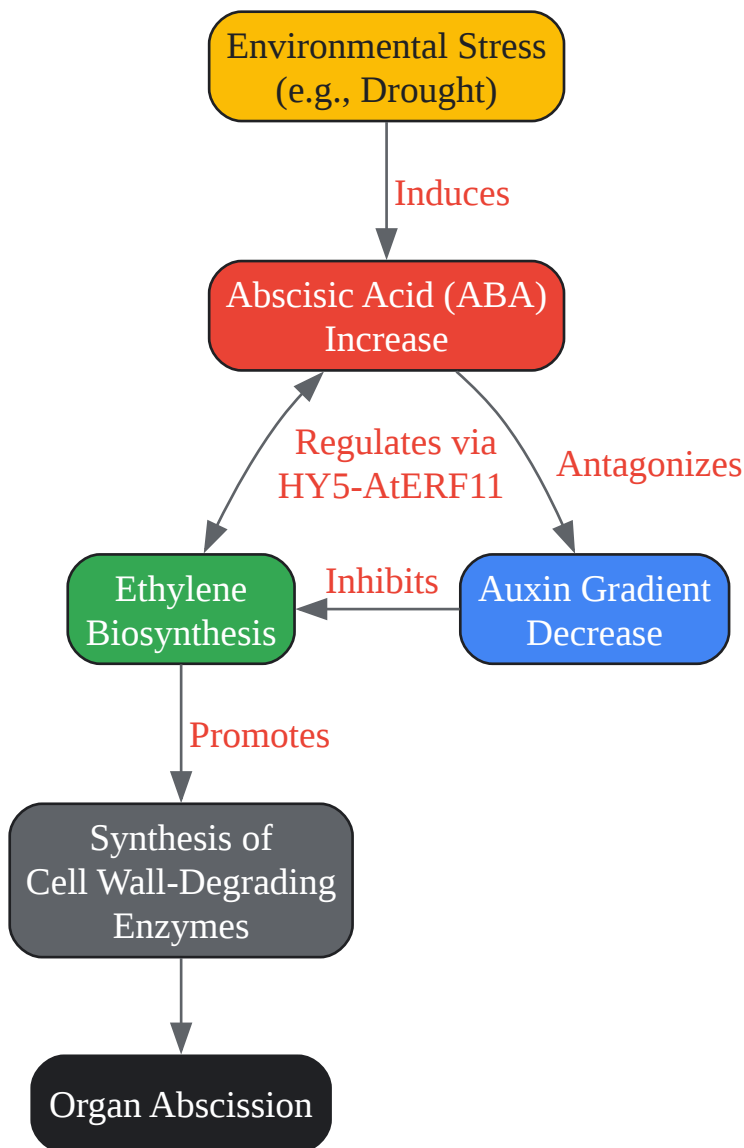 Environmental Stress
(e.g., Drought)
Induces
Abscisic Acid (ABA)
Increase
Regulates via
HY5-AtERF11
Antagonizes
Ethylene
Biosynthesis
Inhibits
Auxin Gradient
Decrease
Promotes
Synthesis of
Cell Wall-Degrading
Enzymes
Organ Abscission